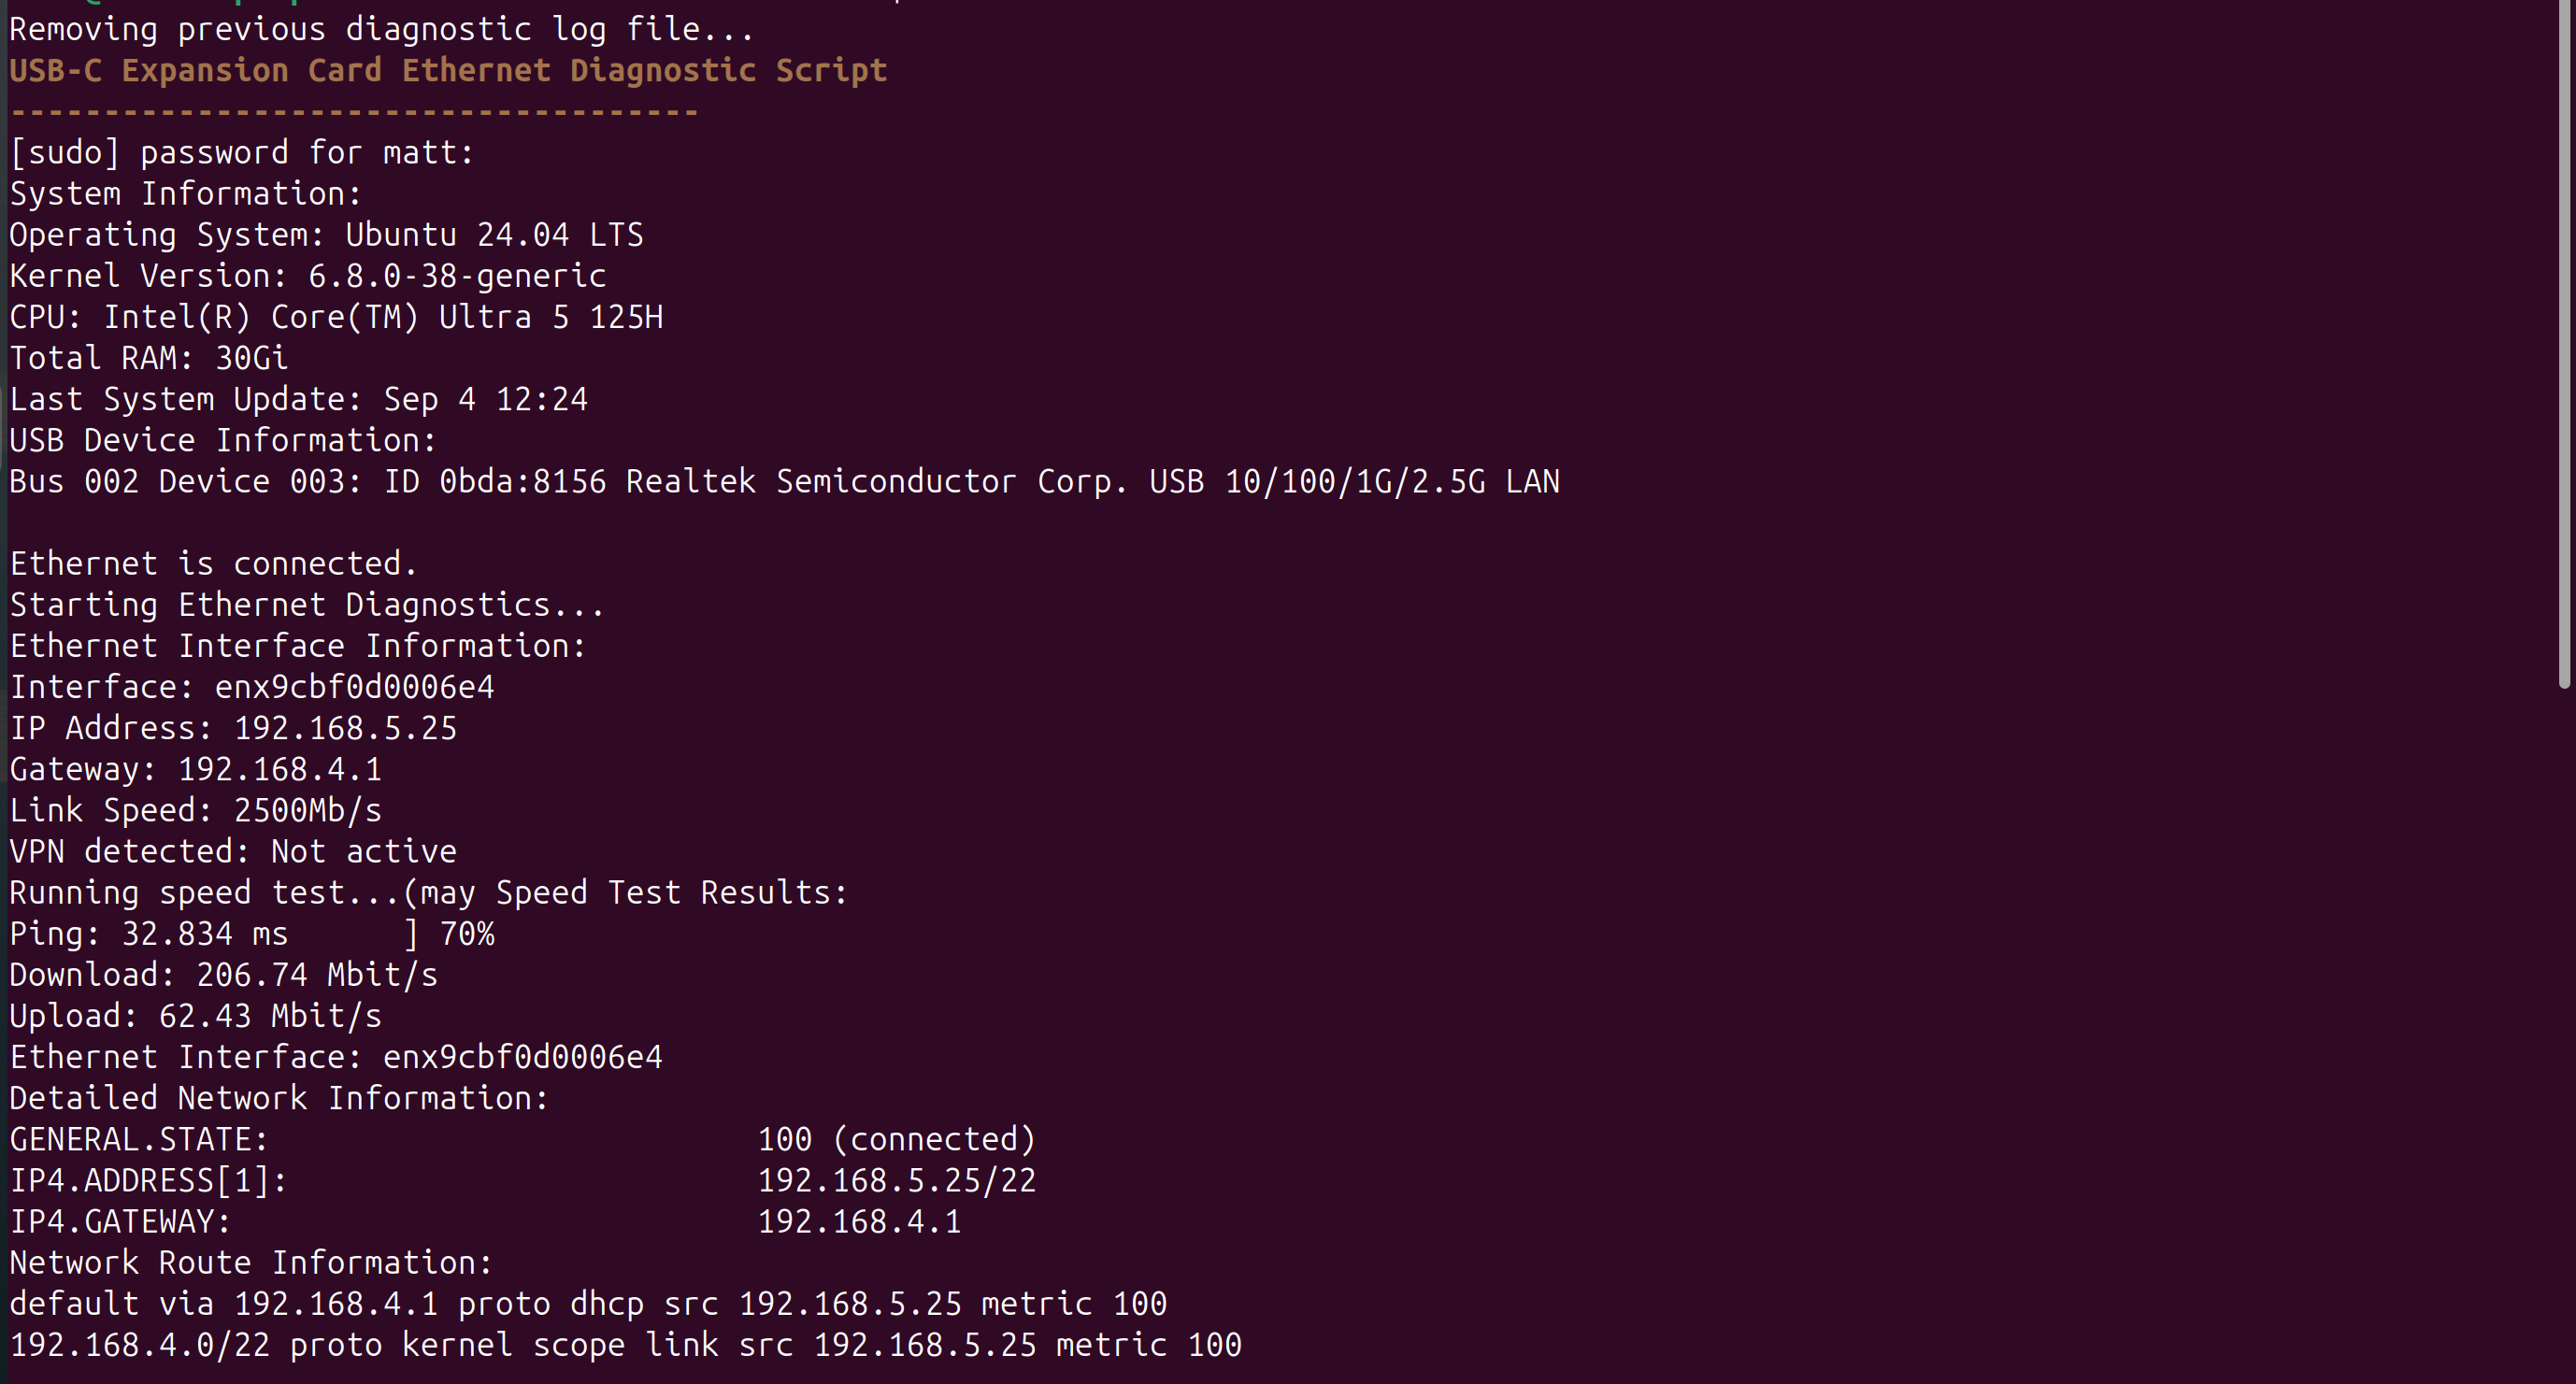 Removing previous diagnostic log file...
USB-C Expansion Card Ethernet Diagnostic Script
-------------------------------------
[sudo] password for matt:
System Information:
Operating System: Ubuntu 24.04 LTS
Kernel Version: 6.8.0-38-generic
CPU: Intel(R) Core(TM) Ultra 5 125H
Total RAM: 30Gi
Last System Update: Sep 4 12:24
USB Device Information:
Bus 002 Device 003: ID 0bda:8156 Realtek Semiconductor Corp. USB 10/100/1G/2.5G LAN

Ethernet is connected.
Starting Ethernet Diagnostics...
Ethernet Interface Information:
Interface: enx9cbf0d0006e4
IP Address: 192.168.5.25
Gateway: 192.168.4.1
Link Speed: 2500Mb/s
VPN detected: Not active
Running speed test...(may Speed Test Results:
Ping: 32.834 ms      ] 70%
Download: 206.74 Mbit/s
Upload: 62.43 Mbit/s
Ethernet Interface: enx9cbf0d0006e4
Detailed Network Information:
GENERAL.STATE:                          100 (connected)
IP4.ADDRESS[1]:                         192.168.5.25/22
IP4.GATEWAY:                            192.168.4.1
Network Route Information:
default via 192.168.4.1 proto dhcp src 192.168.5.25 metric 100
192.168.4.0/22 proto kernel scope link src 192.168.5.25 metric 100